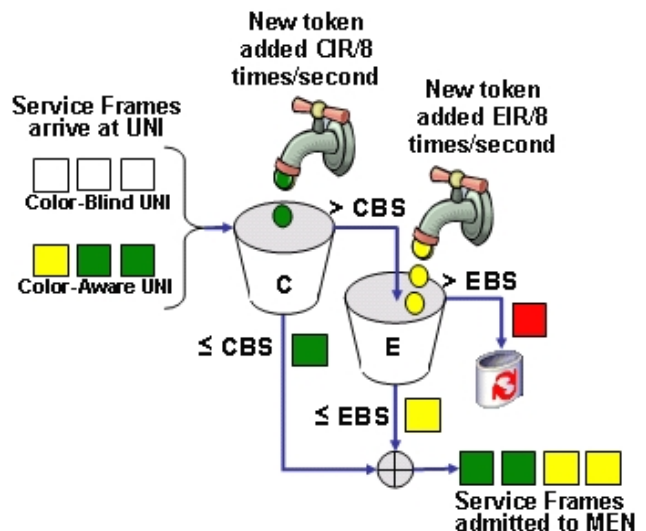 New token
added CIR/8
times/second
New token
added EIR/8
times/second
Service Frames
arrive at UNI
Color-Blind UNI
Color-Aware UNI
> CBS
> EBS
C
E
≤ CBS
≤ EBS
Service Frames
admitted to MEN